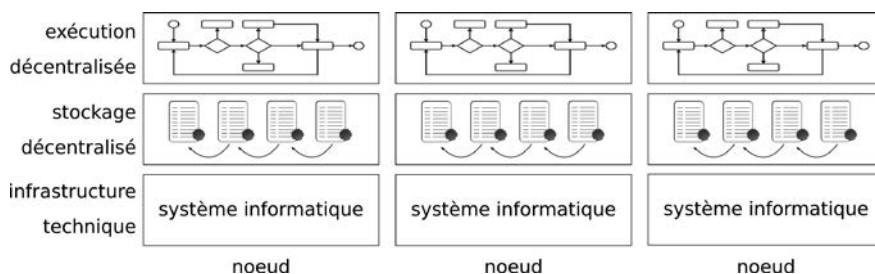 exécution
décentralisée
stockage
décentralisé
infrastructure
technique
système informatique
système informatique
système informatique
noeud
noeud
noeud